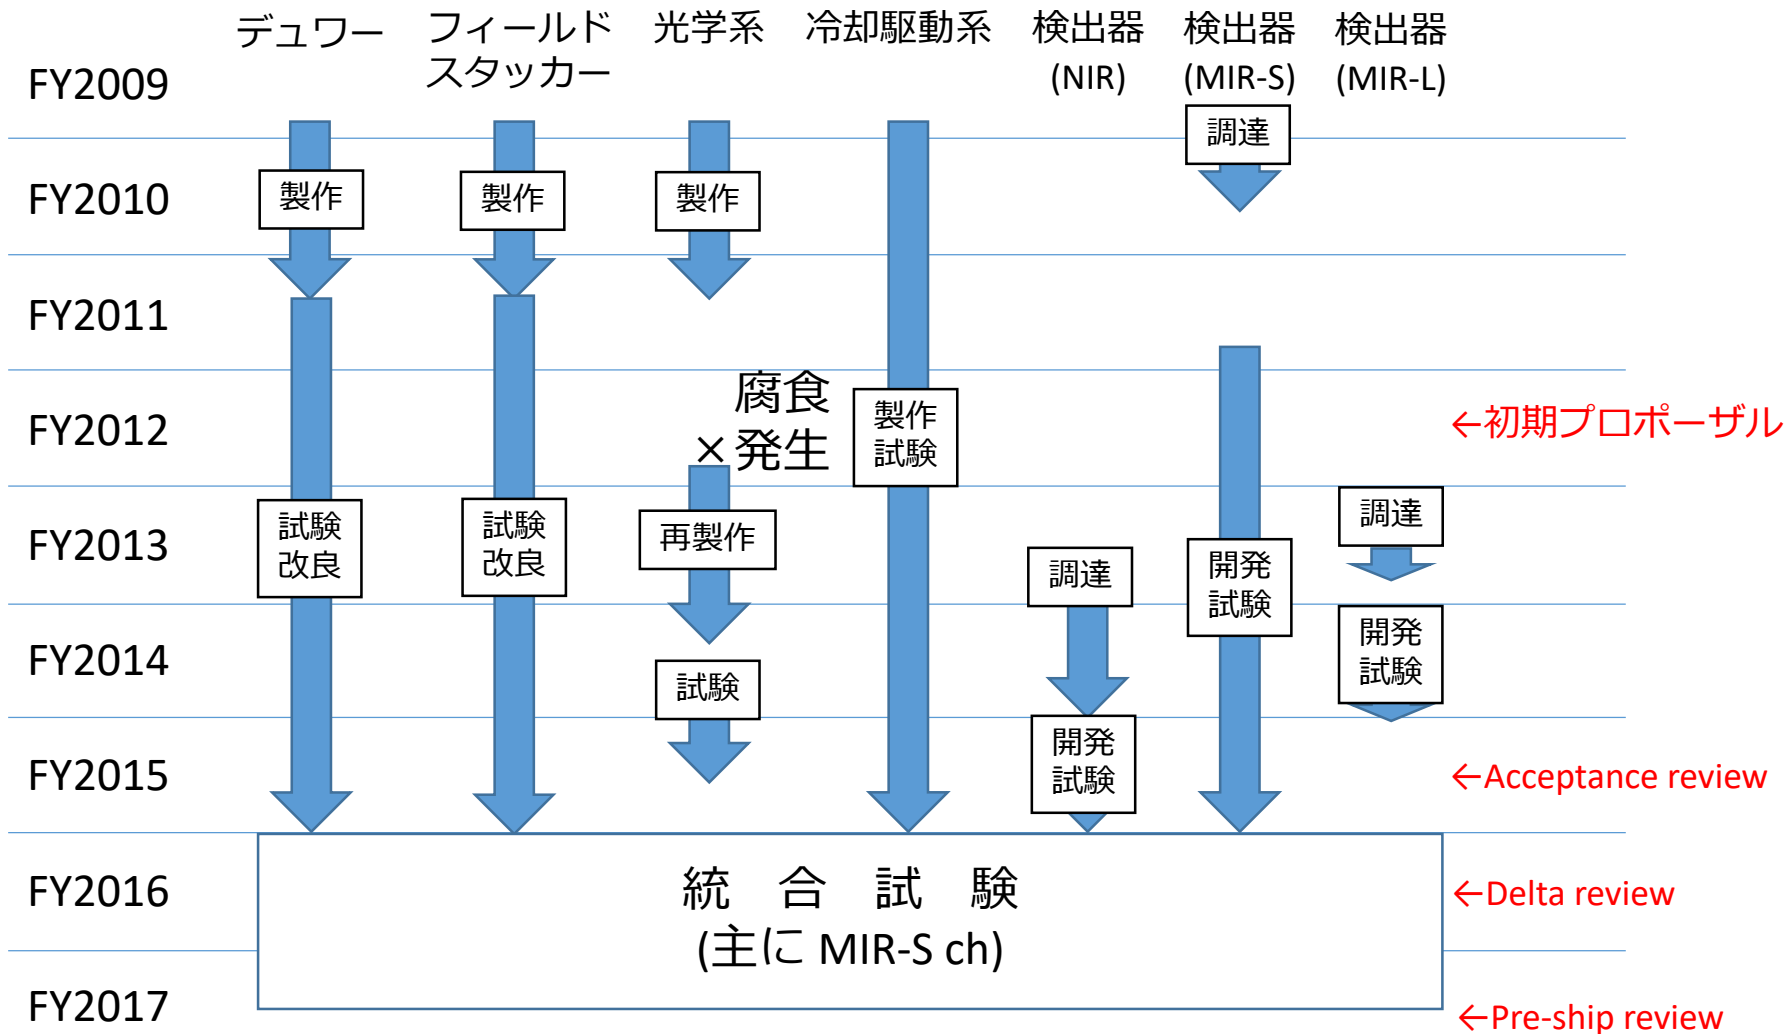 デュワー
フィールド
スタッカー
光学系
冷却駆動系
検出器
(NIR)
検出器
(MIR-S)
検出器
(MIR-L)
FY2009
調達
FY2010
製作
製作
製作
FY2011
FY2012
腐食
×発生
製作
試験
←初期プロポーザル
FY2013
試験
改良
試験
改良
再製作
調達
開発
試験
調達
FY2014
試験
開発
試験
FY2015
開発
試験
←Acceptance review
FY2016
統 合 試 験
(主に MIR-S ch)
←Delta review
FY2017
←Pre-ship review